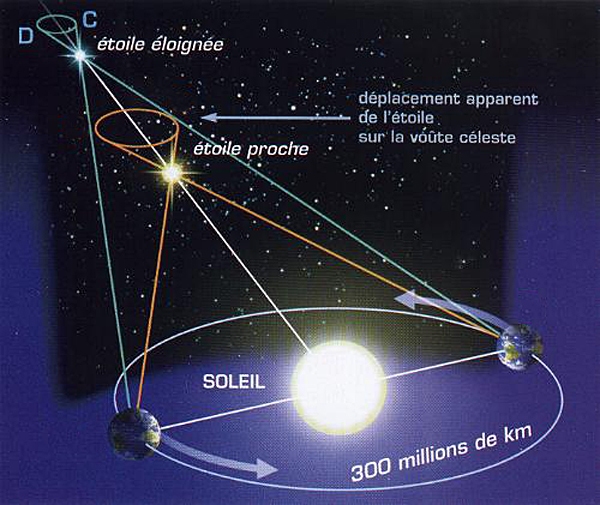 D
C
étoile éloignée
déplacement apparent
de l'étoile
sur la voûte céleste
étoile proche
SOLEIL
300 millions de km